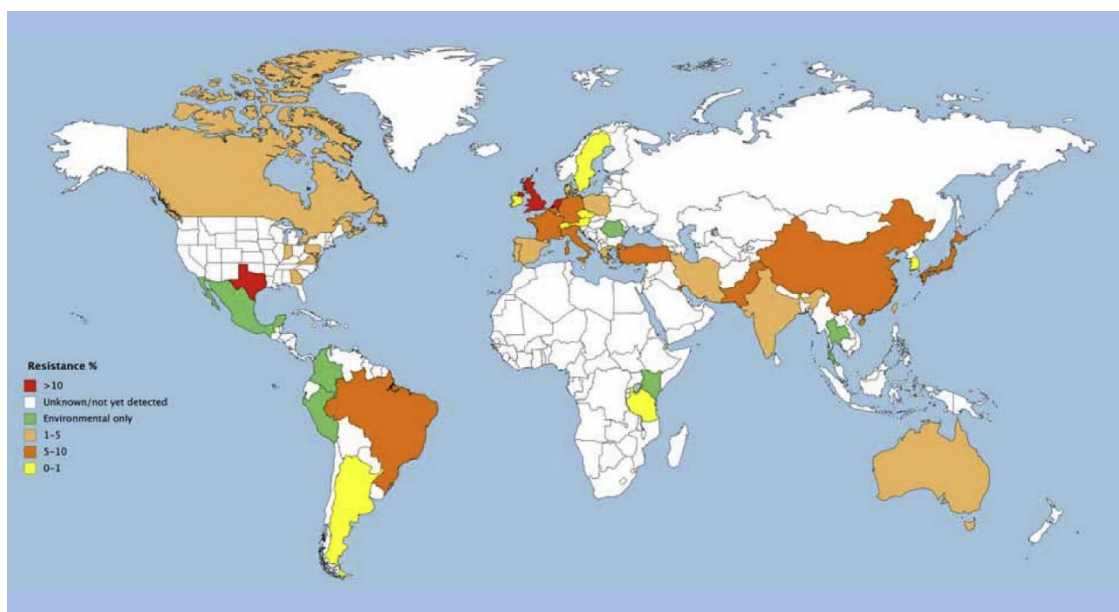 Resistance %
>10
Unknown/not yet detected
Environmental only
1-5
5-10
0-1